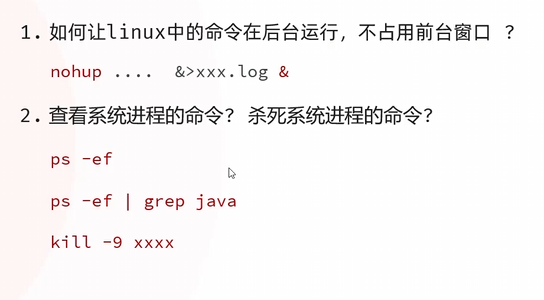 1. 如何让linux中的命令在后台运行，不占用前台窗口 ？
nohup .... &>xxx.log &
2. 查看系统进程的命令？ 杀死系统进程的命令？
ps -ef
ps -ef | grep java
kill -9 xxxx